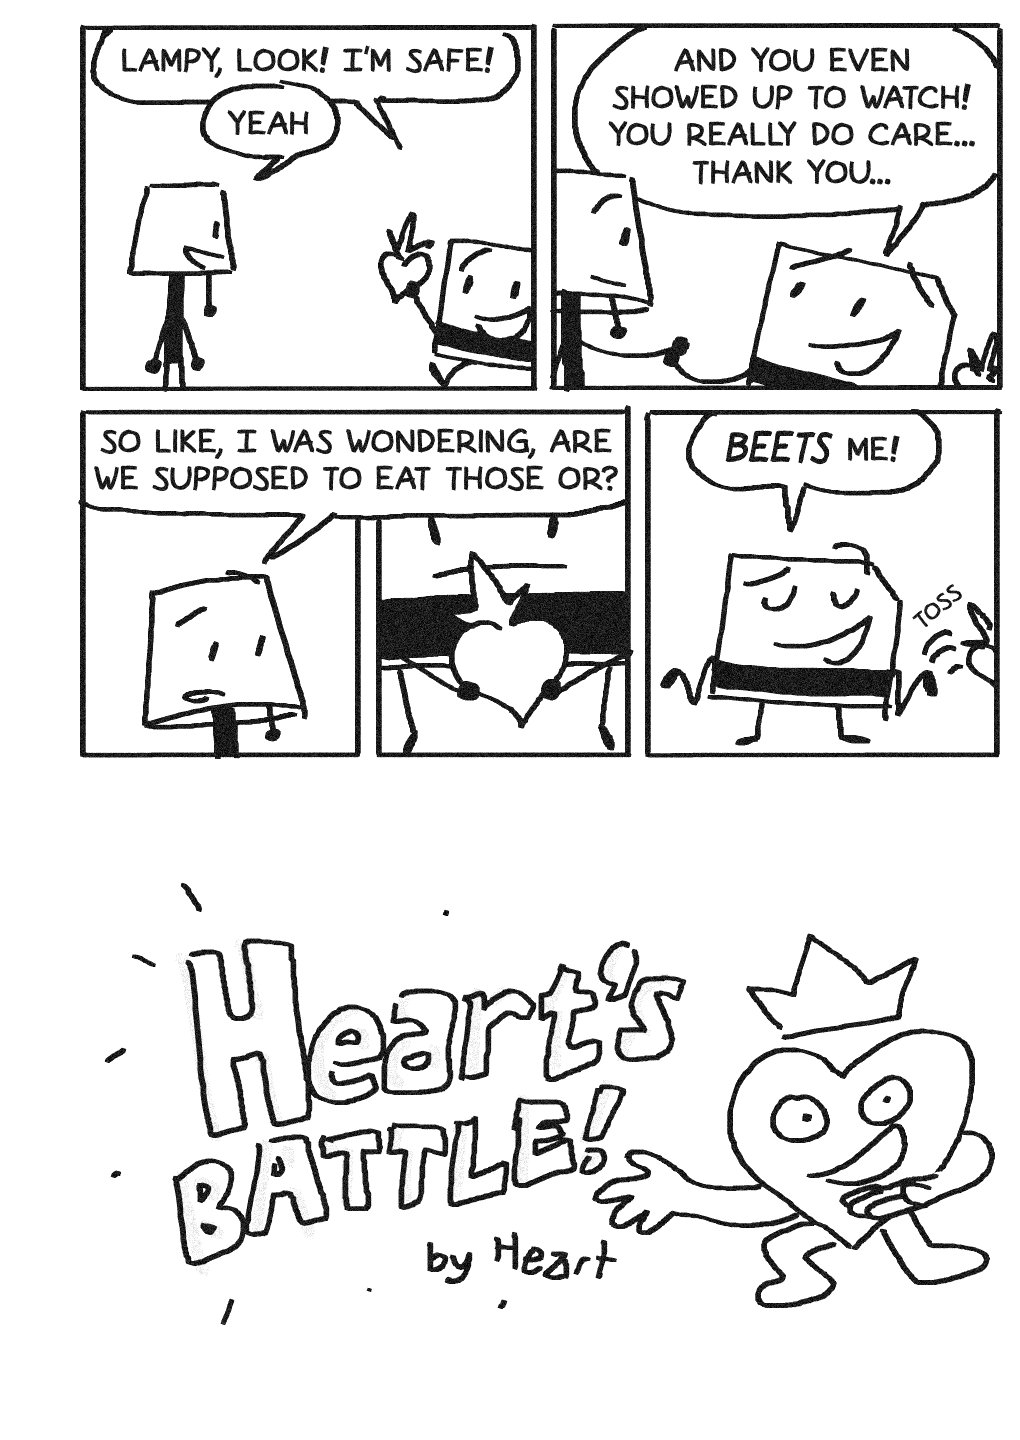 LAMPY, LOOK! I'M SAFE!
YEAH
AND YOU EVEN
SHOWED UP TO WATCH!
YOU REALLY DO CARE...
THANK YOU...
SO LIKE, I WAS WONDERING, ARE
WE SUPPOSED TO EAT THOSE OR?
BEETS ME!
TOSS
Heart's
BATTLE!
by Heart